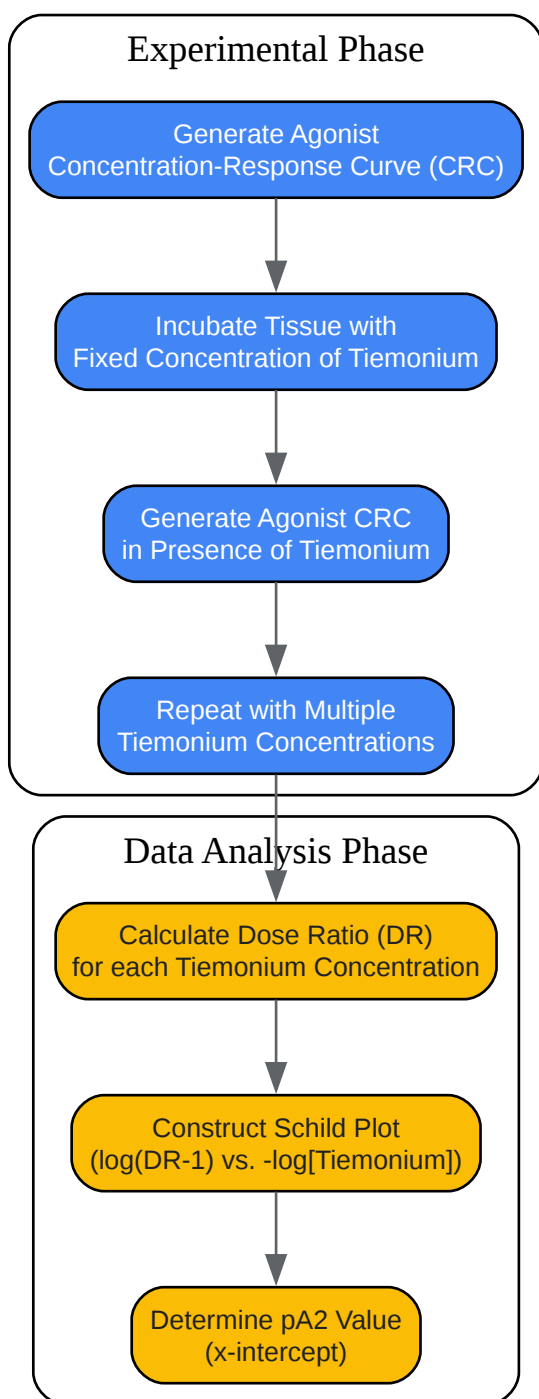 Experimental Phase
Generate Agonist
Concentration-Response Curve (CRC)
Incubate Tissue with
Fixed Concentration of Tiemonium
Generate Agonist CRC
in Presence of Tiemonium
Repeat with Multiple
Tiemonium Concentrations
Data Analysis Phase
Calculate Dose Ratio (DR)
for each Tiemonium Concentration
Construct Schild Plot
(log(DR-1) vs. -log[Tiemonium])
Determine pA2 Value
(x-intercept)